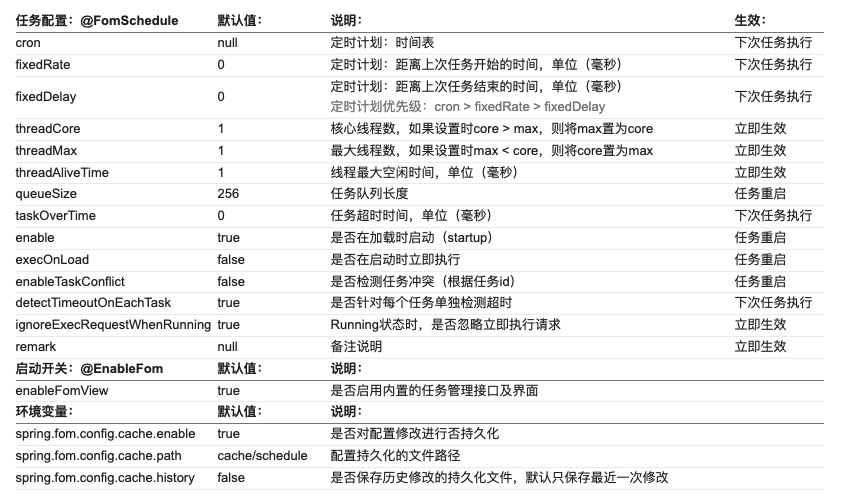 任务配置：@FomSchedule 默认值： 说明： 生效：
cron null 定时计划：时间表 下次任务执行
fixedRate 0 定时计划：距离上次任务开始的时间，单位（毫秒） 下次任务执行
fixedDelay 0 定时计划：距离上次任务结束的时间，单位（毫秒） 下次任务执行
定时计划优先级：cron > fixedRate > fixedDelay
threadCore 1 核心线程数，如果设置时core > max，则将max置为core 立即生效
threadMax 1 最大线程数，如果设置时max < core，则将core置为max 立即生效
threadAliveTime 1 线程最大空闲时间，单位（毫秒） 立即生效
queueSize 256 任务队列长度 任务重启
taskOverTime 0 任务超时时间，单位（毫秒） 下次任务执行
enable true 是否在加载时启动（startup） 任务重启
execOnLoad false 是否在启动时立即执行 任务重启
enableTaskConflict false 是否检测任务冲突（根据任务id） 任务重启
detectTimeoutOnEachTask true 是否针对每个任务单独检测超时 下次任务执行
ignoreExecRequestWhenRunning true Running状态时，是否忽略立即执行请求 立即生效
remark null 备注说明 立即生效
启动开关：@EnableFom 默认值： 说明：
enableFomView true 是否启用内置的任务管理接口及界面
环境变量： 默认值： 说明：
spring.fom.config.cache.enable true 是否对配置修改进行否持久化
spring.fom.config.cache.path cache/schedule 配置持久化的文件路径
spring.fom.config.cache.history false 是否保存历史修改的持久化文件，默认只保存最近一次修改